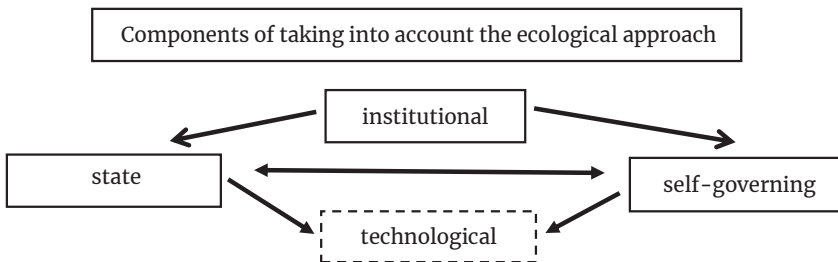 Components of taking into account the ecological approach
institutional
state
self-governing
technological